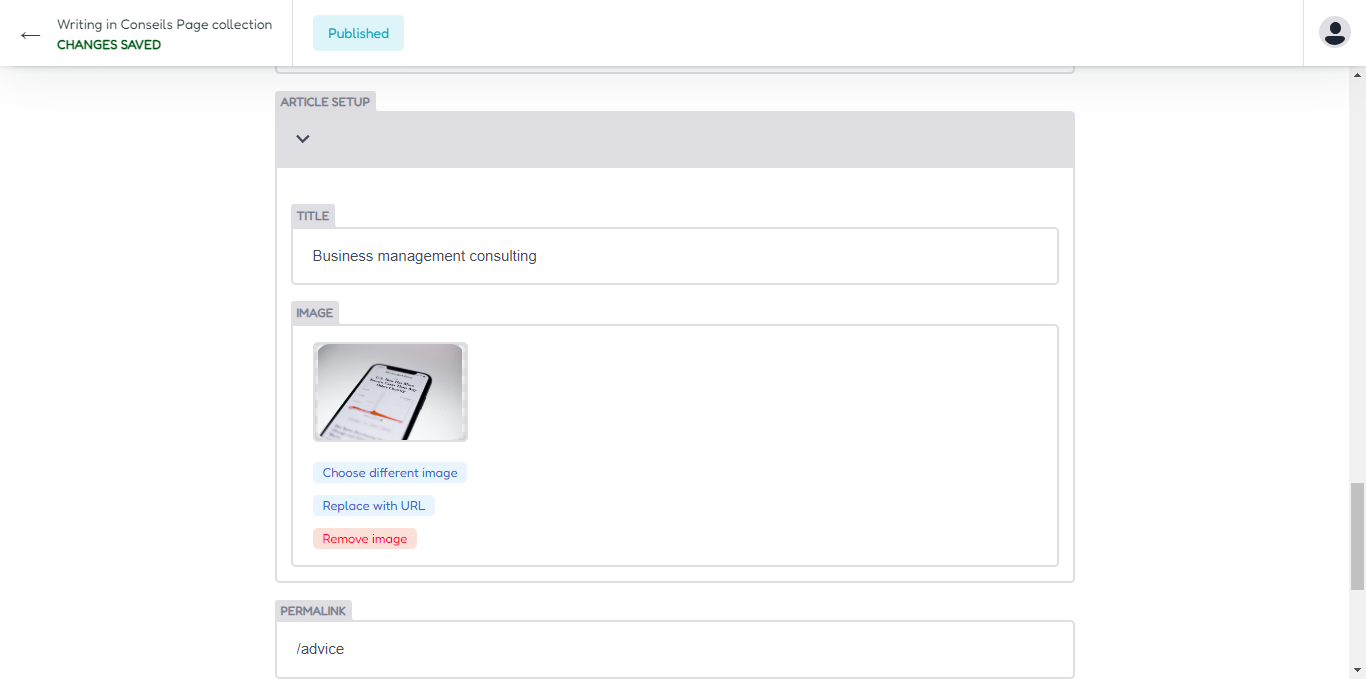 Writing in Conseils Page collection
CHANGES SAVED
Published
ARTICLE SETUP
TITLE
Business management consulting
IMAGE
Choose different image
Replace with URL
Remove image
PERMALINK
/advice